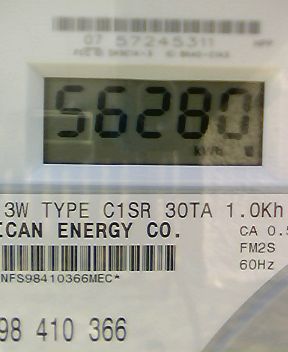 07 57245311
56280
kWh
3W TYPE C1SR 30TA 1.0Kh
ICAN ENERGY CO. CA 0.5
FM2S
60Hz
NFS98410366MEC*
98 410 366